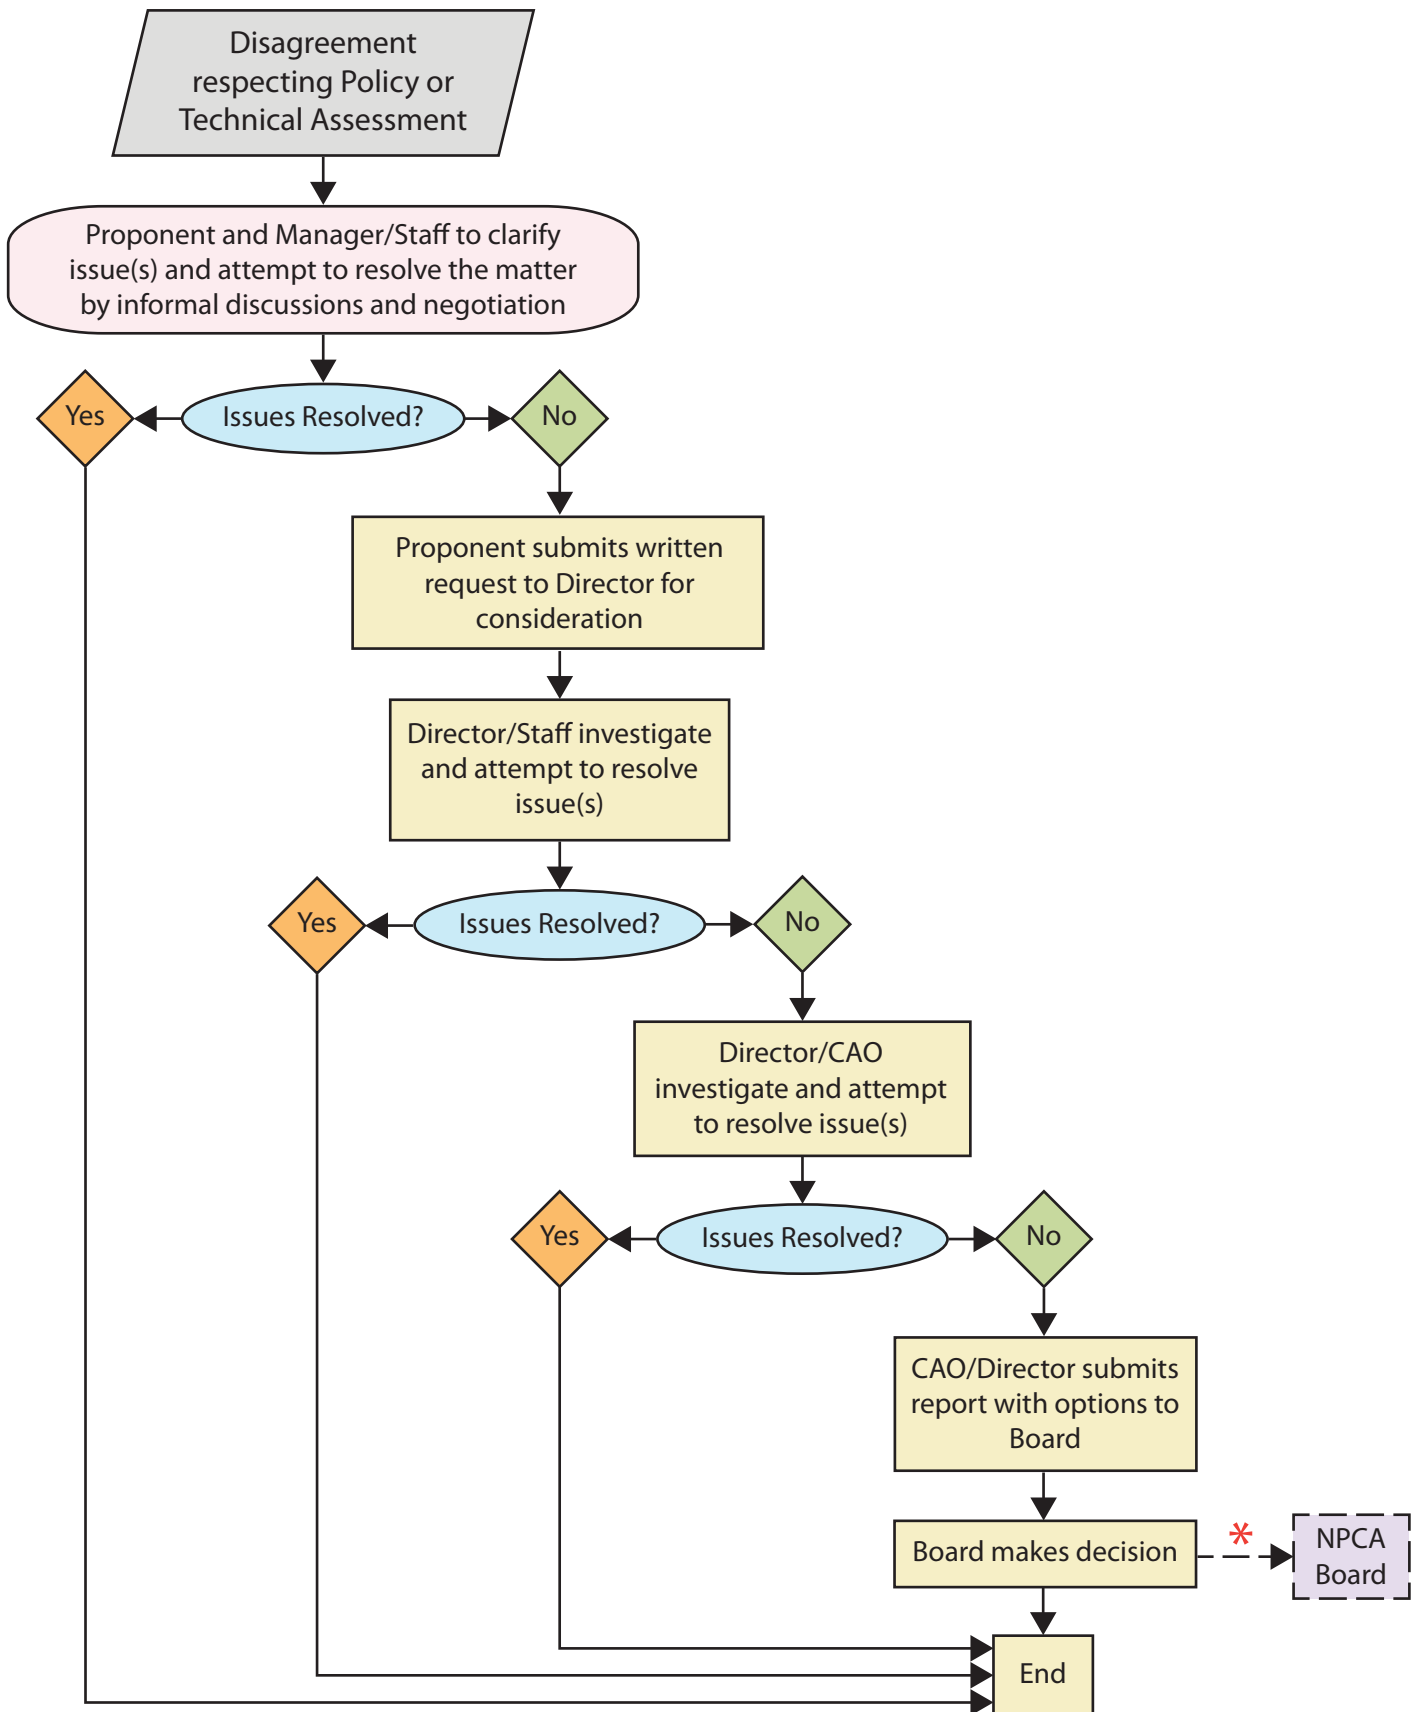 Disagreement
respecting Policy or
Technical Assessment
Proponent and Manager/Staff to clarify
issue(s) and attempt to resolve the matter
by informal discussions and negotiation
Yes
Issues Resolved?
No
Proponent submits written
request to Director for
consideration
Director/Staff investigate
and attempt to resolve
issue(s)
Yes
Issues Resolved?
No
Director/CAO
investigate and attempt
to resolve issue(s)
Yes
Issues Resolved?
No
CAO/Director submits
report with options to
Board
Board makes decision
*
NPCA
Board
End